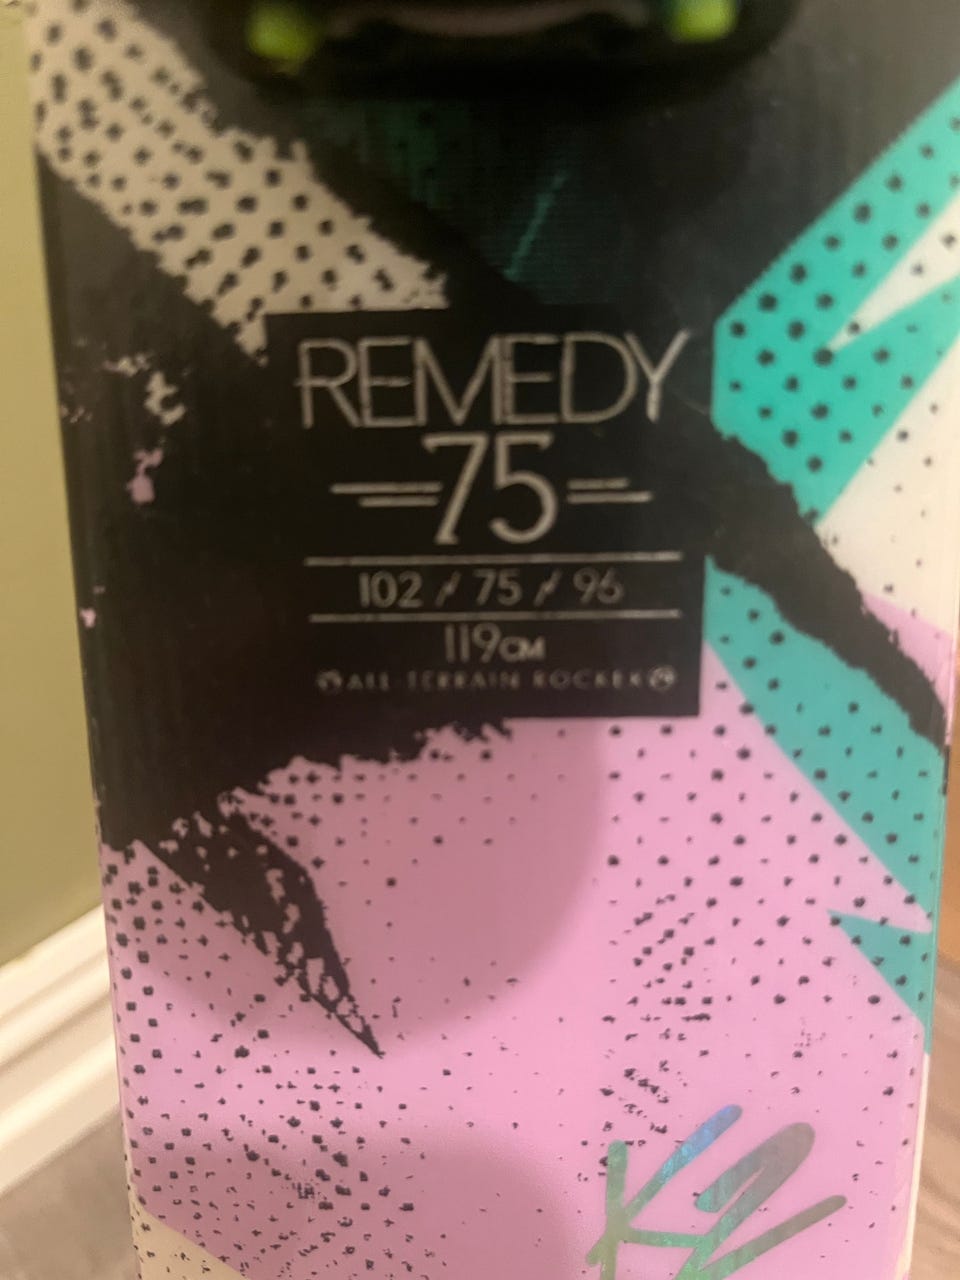 REMEDY
75
102 / 75 / 96
119CM
ALL-TERRAIN ROCKER
K2